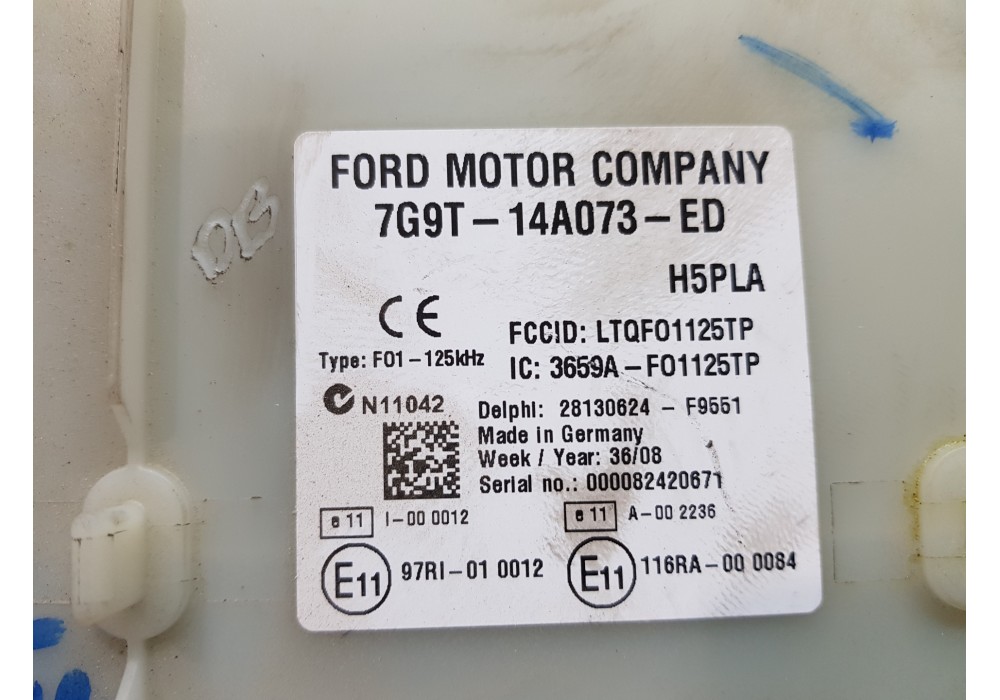 FORD MOTOR COMPANY
7G9T-14A073-ED
H5PLA
CE
FCCID: LTQFO1125TP
Type: F01-125kHz
IC: 3659A-FO1125TP
N11042
Delphi: 28130624 - F9551
Made in Germany
Week / Year: 36/08
Serial no.: 000082420671
e 11 I-00 0012
e 11 A-00 2236
E11 97RI-01 0012
E11 116RA-00 0084